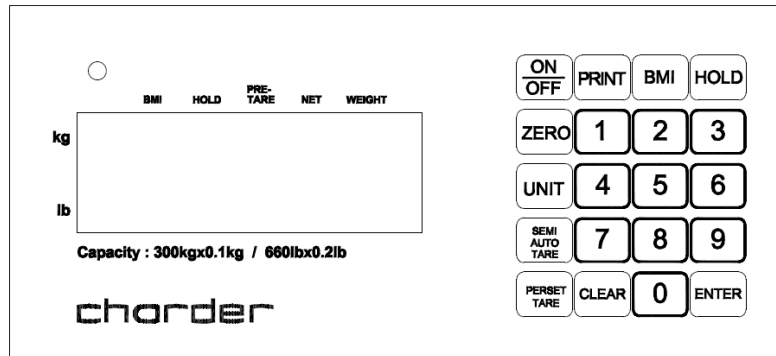 BMI HOLD PRE-TARE NET WEIGHT
kg
lb
Capacity : 300kgx0.1kg / 660lbx0.2lb
charder
ON/OFF PRINT BMI HOLD
ZERO 1 2 3
UNIT 4 5 6
SEMI AUTO TARE 7 8 9
PERSET TARE CLEAR 0 ENTER